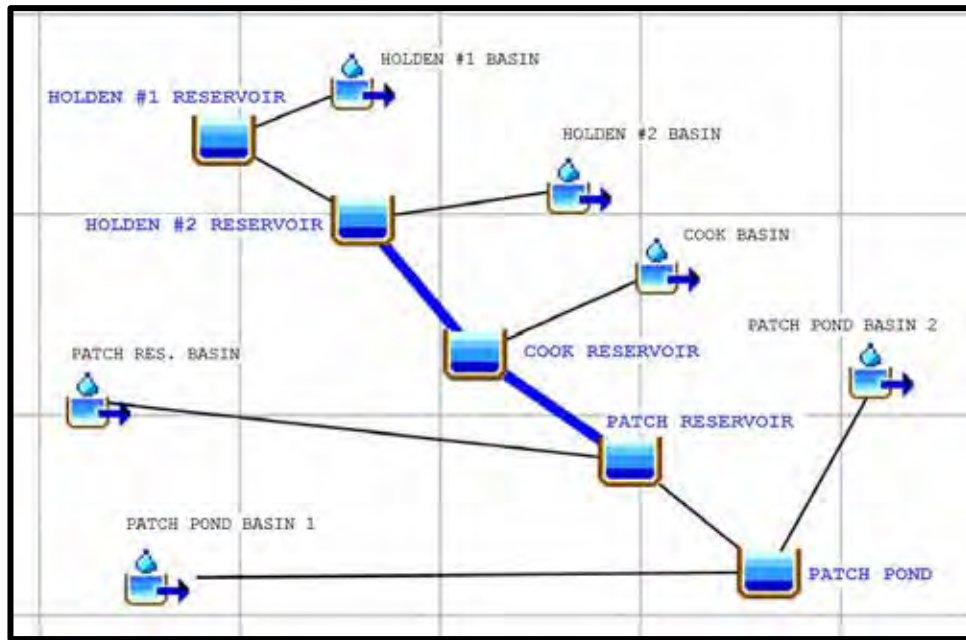 HOLDEN #1 BASIN
HOLDEN #1 RESERVOIR
HOLDEN #2 BASIN
HOLDEN #2 RESERVOIR
COOK BASIN
PATCH POND BASIN 2
PATCH RES. BASIN
COOK RESERVOIR
PATCH RESERVOIR
PATCH POND BASIN 1
PATCH POND